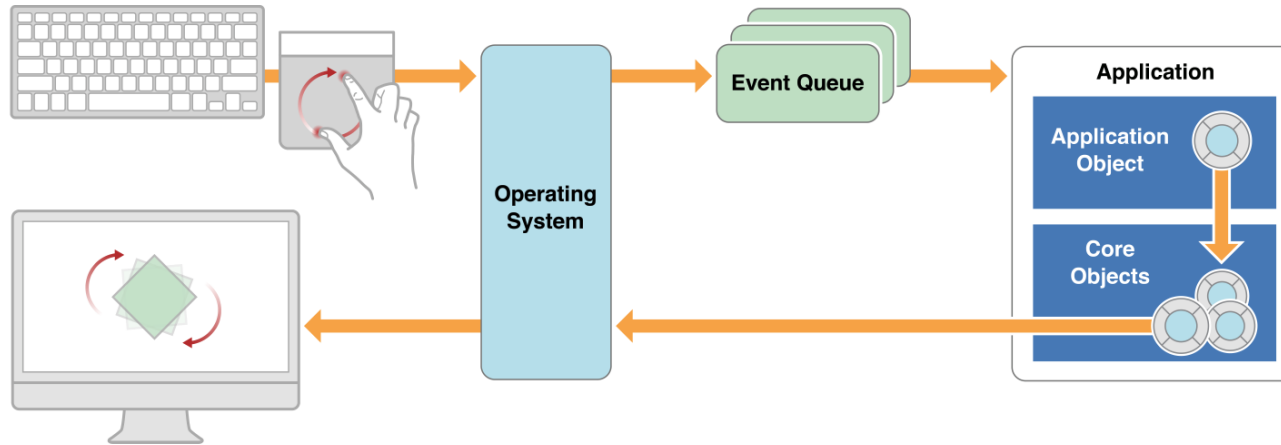 Event Queue
Application
Application
Object
Operating
System
Core
Objects